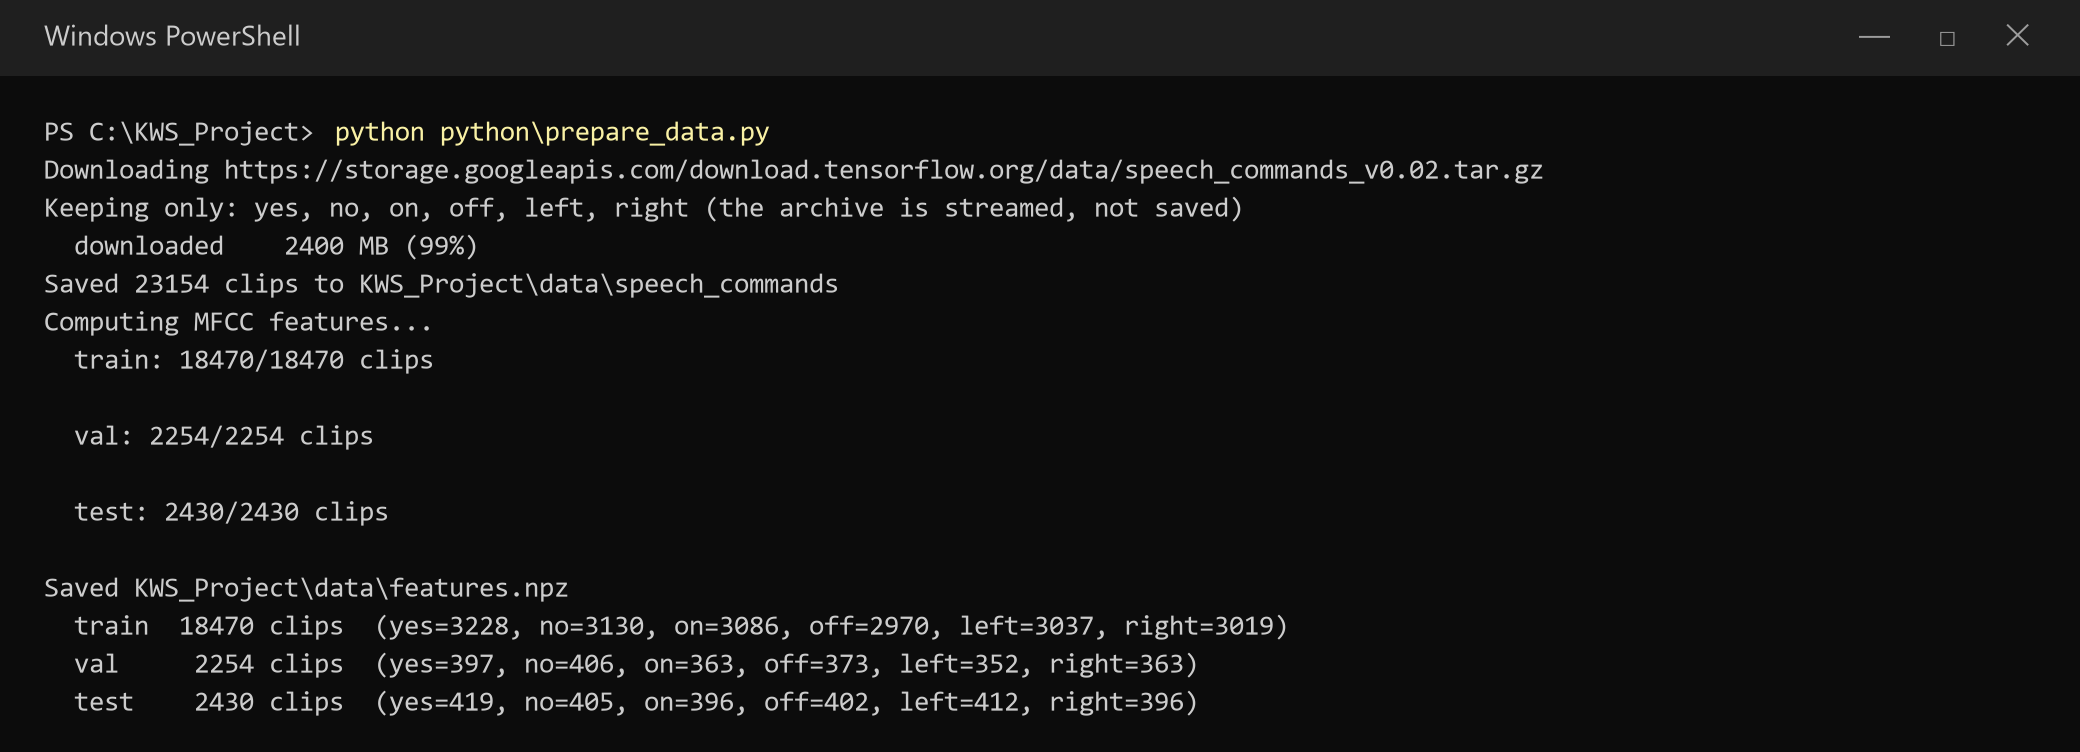 Windows PowerShell
PS C:\KWS_Project> python python\prepare_data.py
Downloading https://storage.googleapis.com/download.tensorflow.org/data/speech_commands_v0.02.tar.gz
Keeping only: yes, no, on, off, left, right (the archive is streamed, not saved)
  downloaded    2400 MB (99%)
Saved 23154 clips to KWS_Project\data\speech_commands
Computing MFCC features...
  train: 18470/18470 clips
  val: 2254/2254 clips
  test: 2430/2430 clips
Saved KWS_Project\data\features.npz
  train  18470 clips  (yes=3228, no=3130, on=3086, off=2970, left=3037, right=3019)
  val     2254 clips  (yes=397, no=406, on=363, off=373, left=352, right=363)
  test    2430 clips  (yes=419, no=405, on=396, off=402, left=412, right=396)